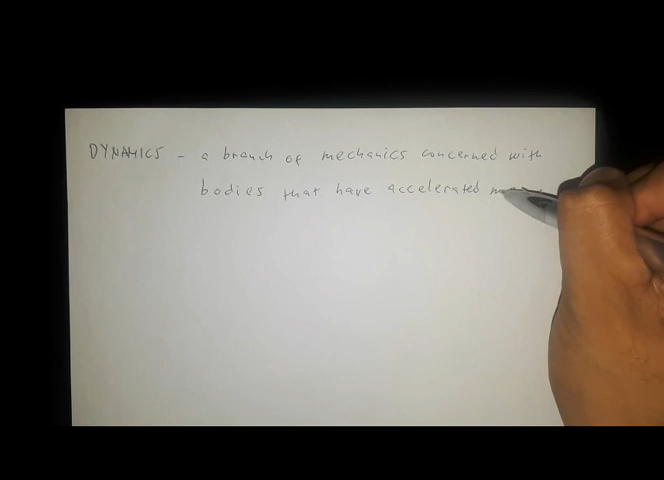 DYNAMICS - a branch of mechanics concerned with
bodies that have accelerated